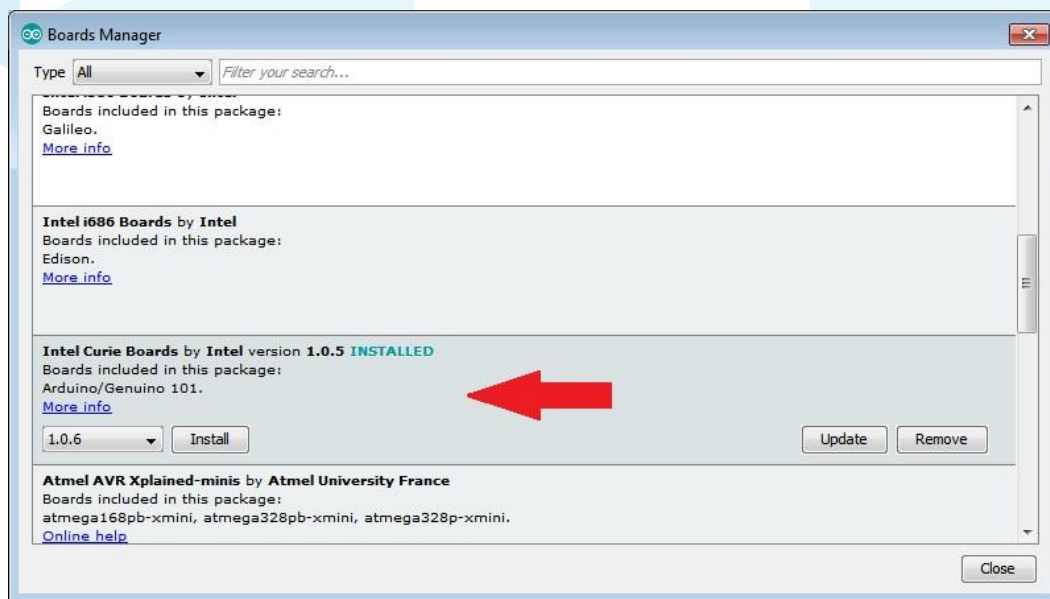 Boards Manager
Type All Filter your search...
Boards included in this package:
Galileo.
More info
Intel i686 Boards by Intel
Boards included in this package:
Edison.
More info
Intel Curie Boards by Intel version 1.0.5 INSTALLED
Boards included in this package:
Arduino/Genuino 101.
More info
1.0.6 Install Update Remove
Atmel AVR Xplained-minis by Atmel University France
Boards included in this package:
atmega168pb-xmini, atmega328pb-xmini, atmega328p-xmini.
Online help
Close